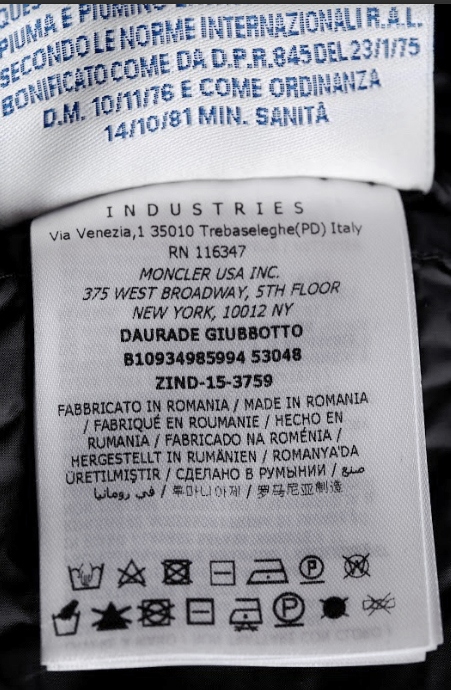 PIUMA E PIUMINO
SECONDO LE NORME INTERNAZIONALI R.A.L.
BONIFICATO COME DA D.P.R. 845 DEL 23/1/75
D.M. 10/11/76 E COME ORDINANZA
14/10/81 MIN. SANITÀ
INDUSTRIES
Via Venezia,1 35010 Trebaseleghe(PD) Italy
RN 116347
MONCLER USA INC.
375 WEST BROADWAY, 5TH FLOOR
NEW YORK, 10012 NY
DAURADE GIUBBOTTO
B10934985994 53048
ZIND-15-3759
FABBRICATO IN ROMANIA / MADE IN ROMANIA
/ FABRIQUÉ EN ROUMANIE / HECHO EN
RUMANIA / FABRICADO NA ROMÉNIA /
HERGESTELLT IN RUMÄNIEN / ROMANYA'DA
ÜRETILMIŞTIR / СДЕЛАНО В РУМЫНИИ / صنع
في رومانيا / 루마니아제 / 罗马尼亚制造